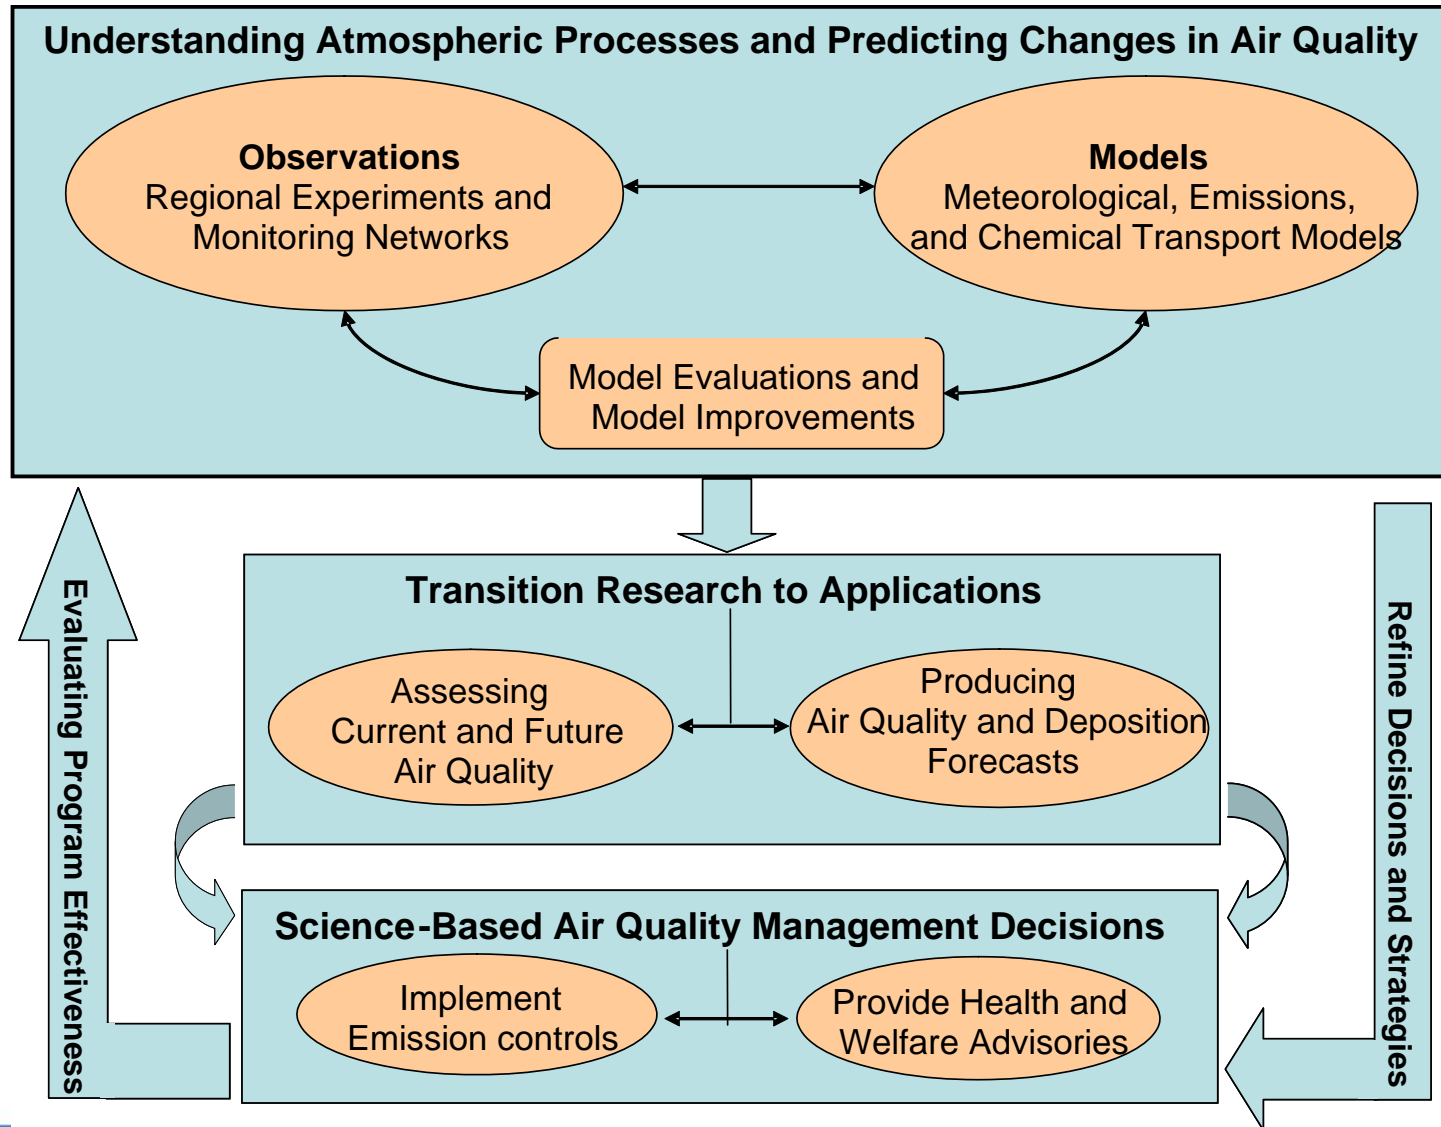 Understanding Atmospheric Processes and Predicting Changes in Air Quality
Observations
Regional Experiments and
Monitoring Networks
Models
Meteorological, Emissions,
and Chemical Transport Models
Model Evaluations and
Model Improvements
Transition Research to Applications
Assessing
Current and Future
Air Quality
Producing
Air Quality and Deposition
Forecasts
Science-Based Air Quality Management Decisions
Implement
Emission controls
Provide Health and
Welfare Advisories
Evaluating Program Effectiveness
Refine Decisions and Strategies